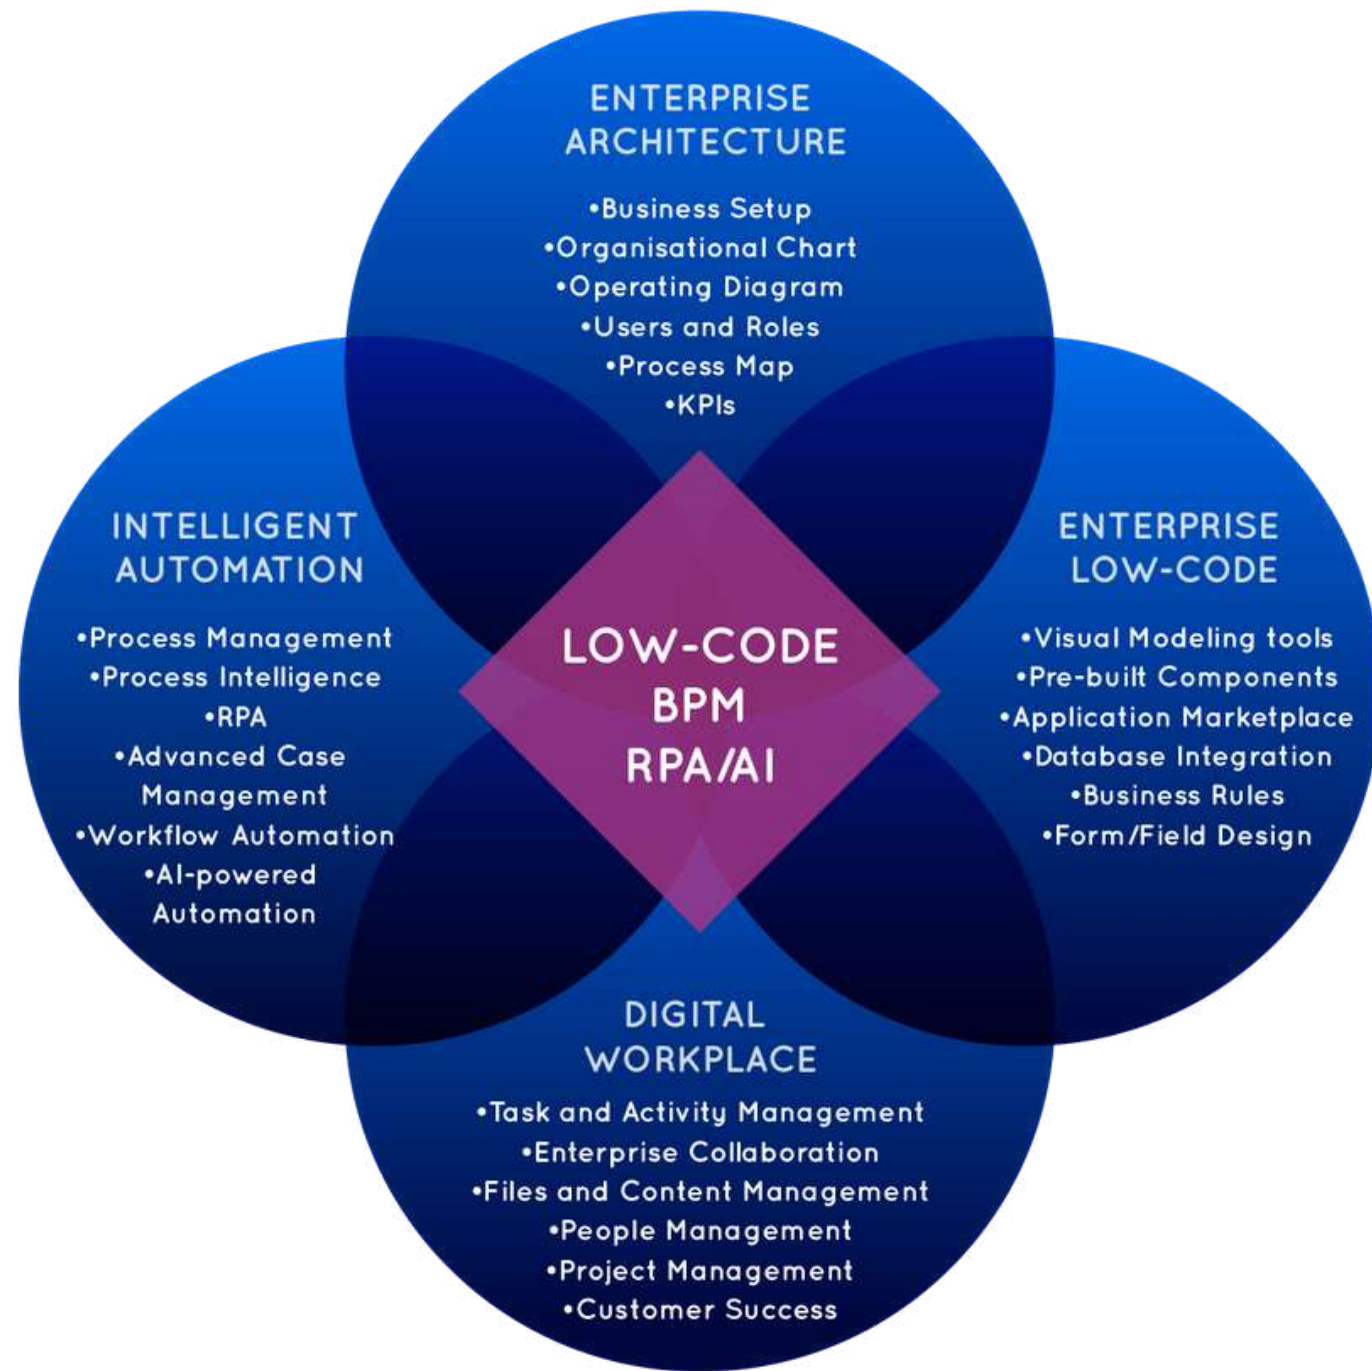 ENTERPRISE
ARCHITECTURE
•Business Setup
•Organisational Chart
•Operating Diagram
•Users and Roles
•Process Map
•KPIs
INTELLIGENT
AUTOMATION
•Process Management
•Process Intelligence
•RPA
•Advanced Case
Management
•Workflow Automation
•AI-powered
Automation
LOW-CODE
BPM
RPA/AI
ENTERPRISE
LOW-CODE
•Visual Modeling tools
•Pre-built Components
•Application Marketplace
•Database Integration
•Business Rules
•Form/Field Design
DIGITAL
WORKPLACE
•Task and Activity Management
•Enterprise Collaboration
•Files and Content Management
•People Management
•Project Management
•Customer Success